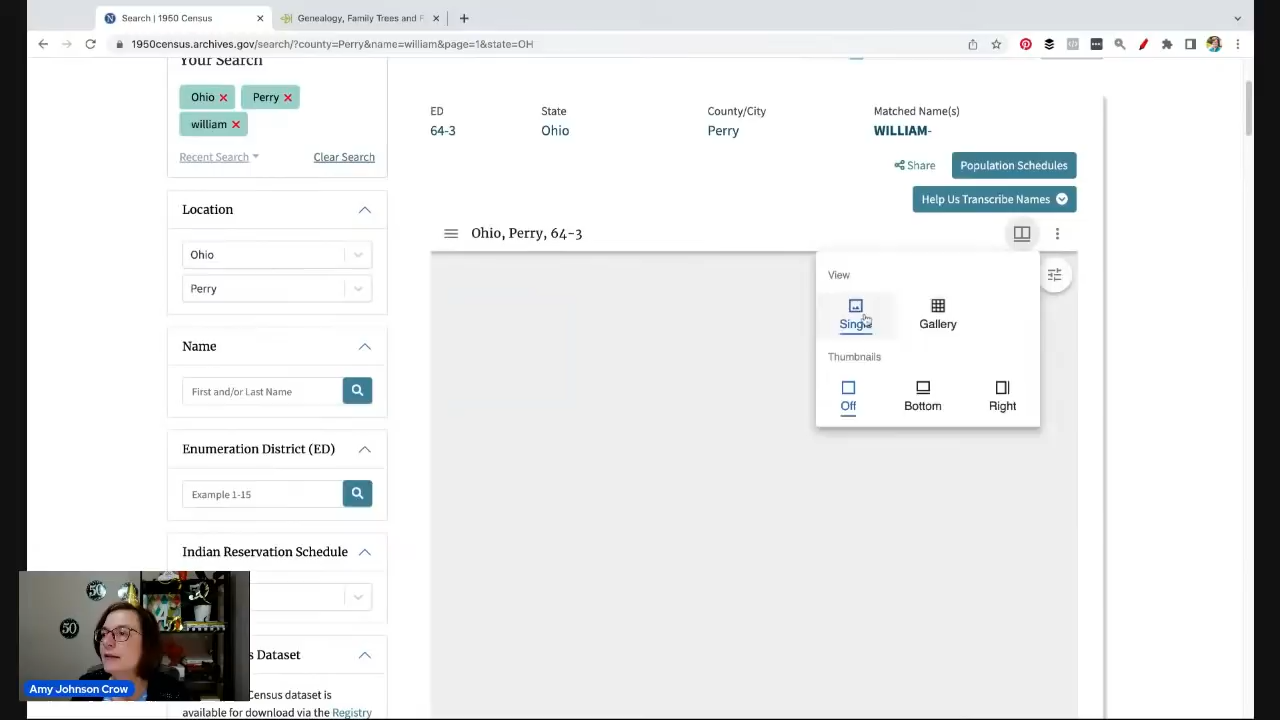 Search | 1950 Census
Genealogy, Family Trees and F
1950census.archives.gov/search/?county=Perry&name=william&page=1&state=OH
Your Search
Ohio
Perry
william
Recent Search
Clear Search
Location
Ohio
Perry
Name
First and/or Last Name
Enumeration District (ED)
Example 1-15
Indian Reservation Schedule
s Dataset
Census dataset is
available for download via the Registry
ED
State
County/City
Matched Name(s)
64-3
Ohio
Perry
WILLIAM-
Share
Population Schedules
Help Us Transcribe Names
Ohio, Perry, 64-3
View
Single
Gallery
Thumbnails
Off
Bottom
Right
50
50
50
Amy Johnson Crow